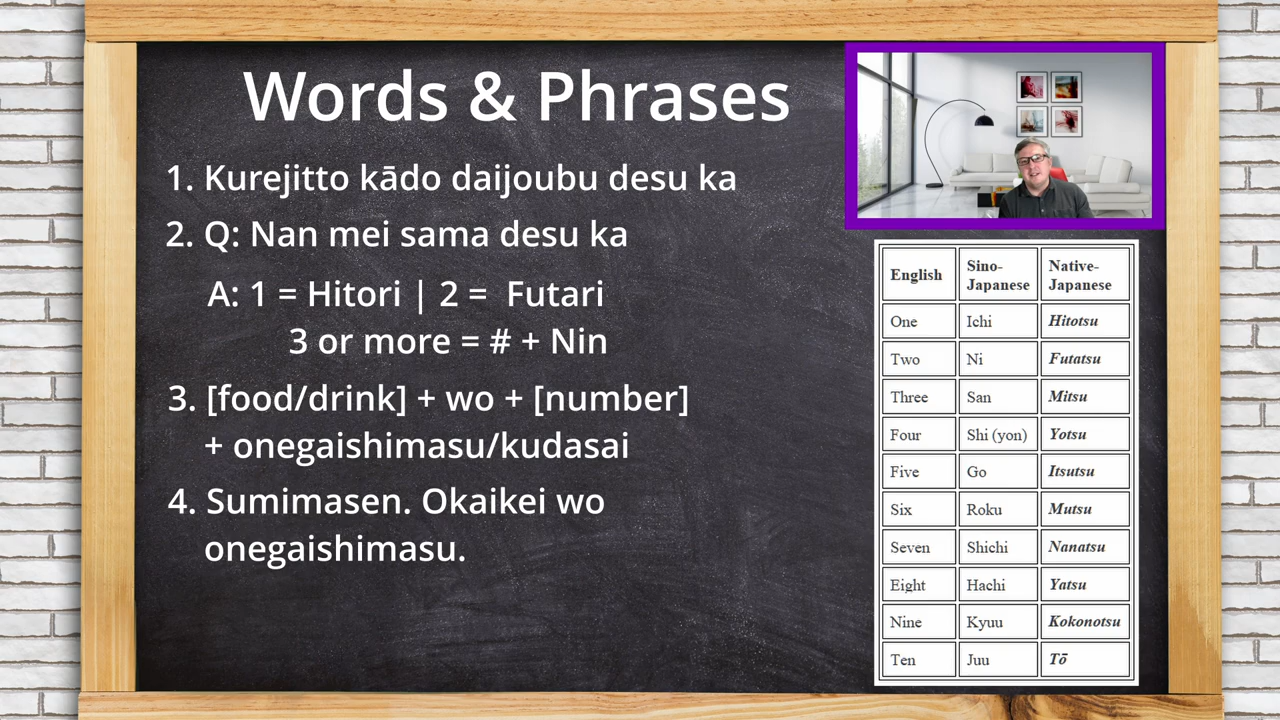 Words & Phrases
1. Kurejitto kādo daijoubu desu ka
2. Q: Nan mei sama desu ka
A: 1 = Hitori | 2 = Futari
3 or more = # + Nin
3. [food/drink] + wo + [number]
+ onegaishimasu/kudasai
4. Sumimasen. Okaikei wo
onegaishimasu.
English Sino-Japanese Native-Japanese
One Ichi Hitotsu
Two Ni Futatsu
Three San Mitsu
Four Shi (yon) Yotsu
Five Go Itsutsu
Six Roku Mutsu
Seven Shichi Nanatsu
Eight Hachi Yatsu
Nine Kyuu Kokonotsu
Ten Juu Tō